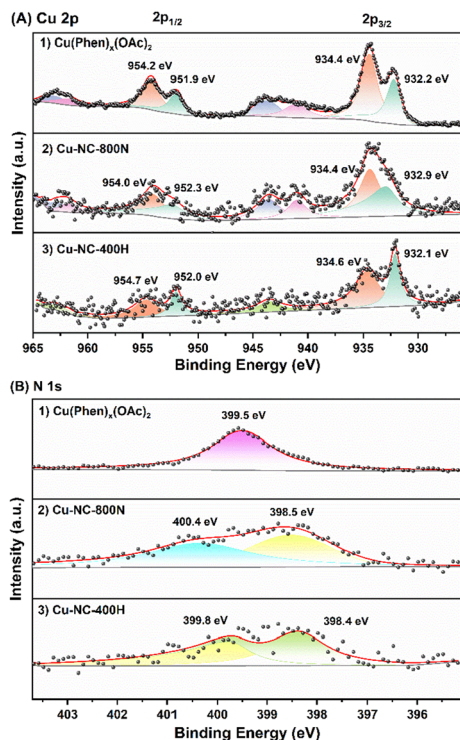 (A) Cu 2p 2p1/2 2p3/2
1) Cu(Phen)x(OAc)2
954.2 eV
951.9 eV
934.4 eV
932.2 eV
2) Cu-NC-800N
954.0 eV
952.3 eV
934.4 eV
932.9 eV
3) Cu-NC-400H
954.7 eV
952.0 eV
934.6 eV
932.1 eV
Intensity (a.u.)
965 960 955 950 945 940 935 930
Binding Energy (eV)
(B) N 1s
1) Cu(Phen)x(OAc)2
399.5 eV
2) Cu-NC-800N
400.4 eV
398.5 eV
3) Cu-NC-400H
399.8 eV
398.4 eV
Intensity (a.u.)
403 402 401 400 399 398 397 396
Binding Energy (eV)